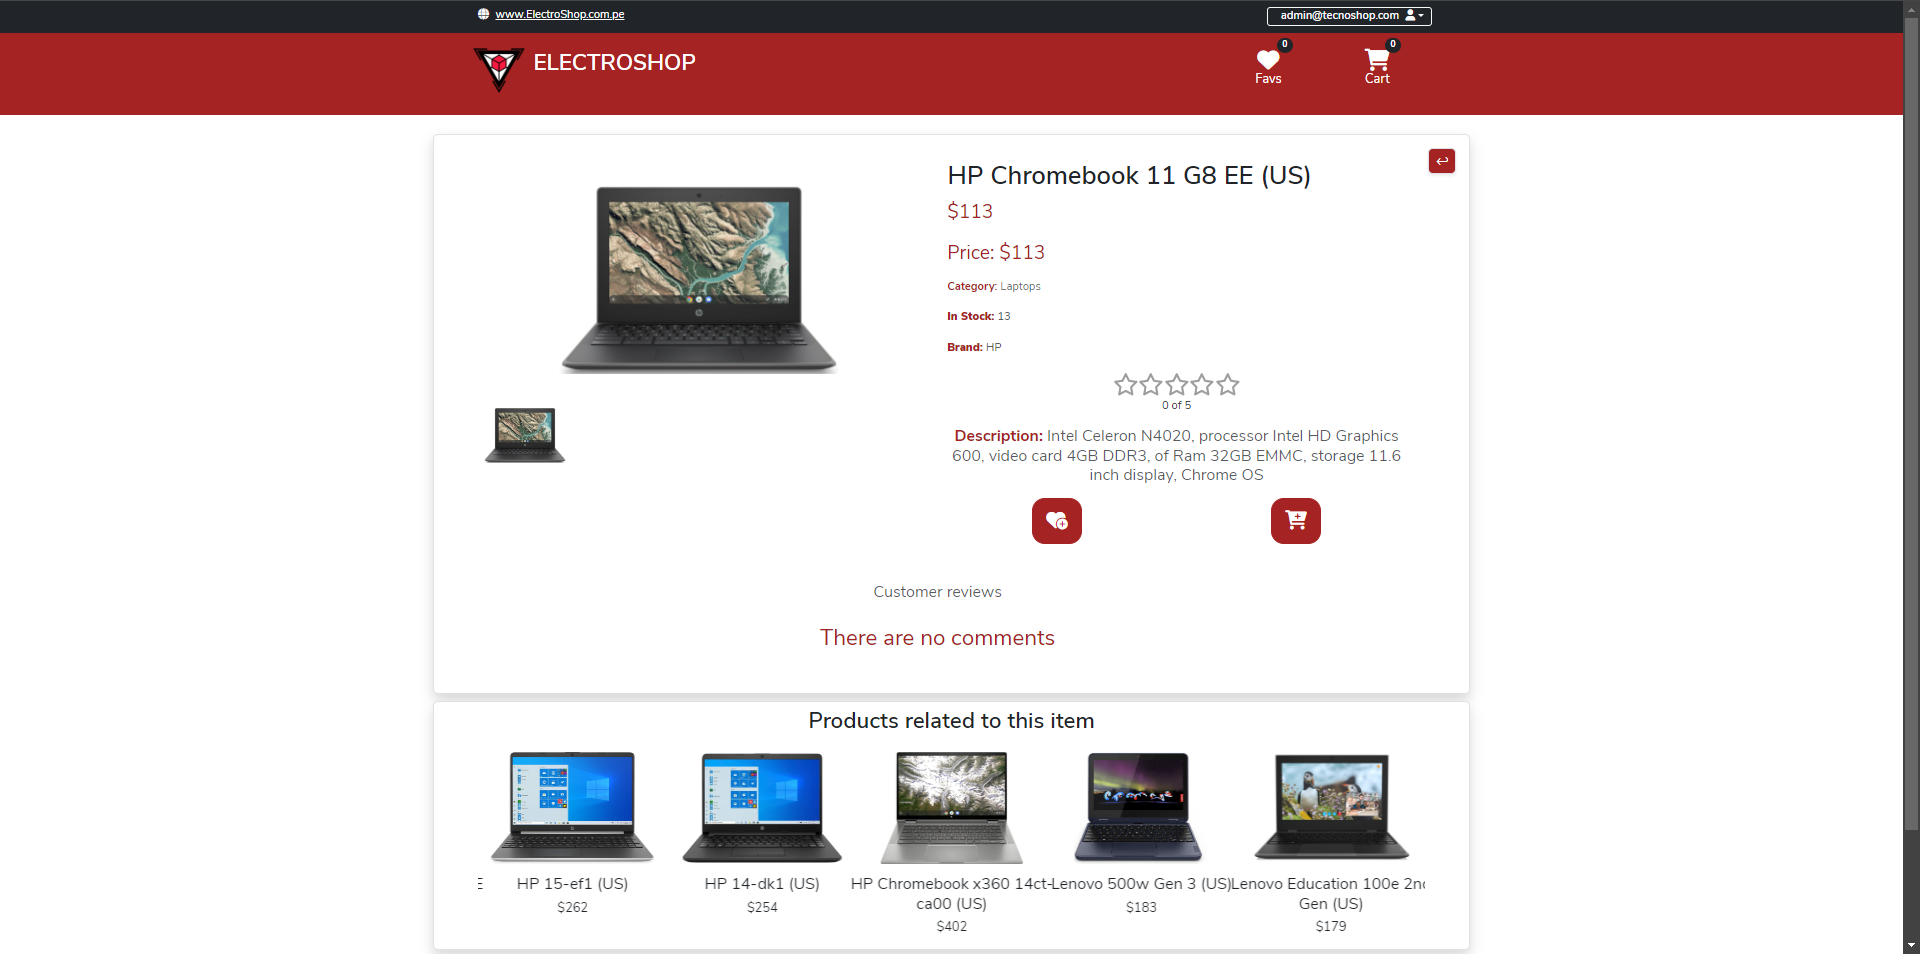 www.ElectroShop.com.pe
admin@tecnoshop.com
ELECTROSHOP
0
Favs
0
Cart
HP Chromebook 11 G8 EE (US)
$113
Price: $113
Category: Laptops
In Stock: 13
Brand: HP
0 of 5
Description: Intel Celeron N4020, processor Intel HD Graphics
600, video card 4GB DDR3, of Ram 32GB EMMC, storage 11.6
inch display, Chrome OS
Customer reviews
There are no comments
Products related to this item
E
HP 15-ef1 (US)
$262
HP 14-dk1 (US)
$254
HP Chromebook x360 14ct-
ca00 (US)
$402
Lenovo 500w Gen 3 (US)
$183
Lenovo Education 100e 2n
Gen (US)
$179